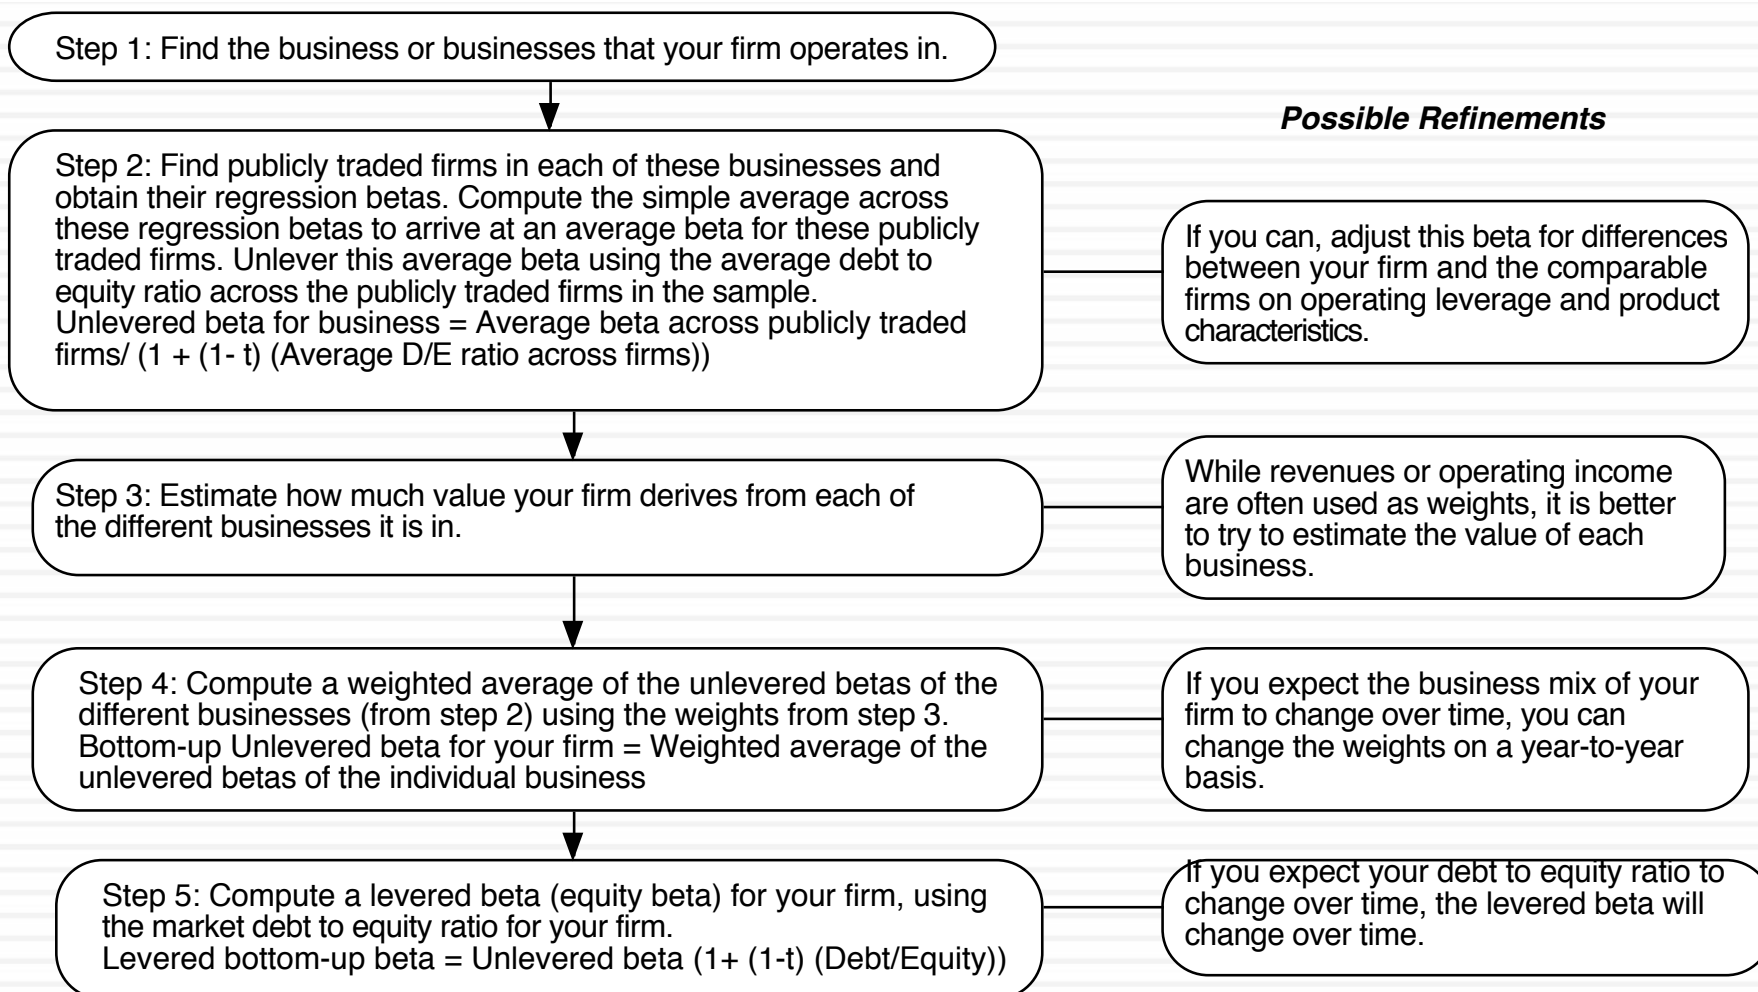 Step 1: Find the business or businesses that your firm operates in.
Possible Refinements
Step 2: Find publicly traded firms in each of these businesses and
obtain their regression betas. Compute the simple average across
these regression betas to arrive at an average beta for these publicly
traded firms. Unlever this average beta using the average debt to
equity ratio across the publicly traded firms in the sample.
Unlevered beta for business = Average beta across publicly traded
firms/ (1 + (1- t) (Average D/E ratio across firms))
If you can, adjust this beta for differences
between your firm and the comparable
firms on operating leverage and product
characteristics.
Step 3: Estimate how much value your firm derives from each of
the different businesses it is in.
While revenues or operating income
are often used as weights, it is better
to try to estimate the value of each
business.
Step 4: Compute a weighted average of the unlevered betas of the
different businesses (from step 2) using the weights from step 3.
Bottom-up Unlevered beta for your firm = Weighted average of the
unlevered betas of the individual business
If you expect the business mix of your
firm to change over time, you can
change the weights on a year-to-year
basis.
Step 5: Compute a levered beta (equity beta) for your firm, using
the market debt to equity ratio for your firm.
Levered bottom-up beta = Unlevered beta (1+ (1-t) (Debt/Equity))
If you expect your debt to equity ratio to
change over time, the levered beta will
change over time.